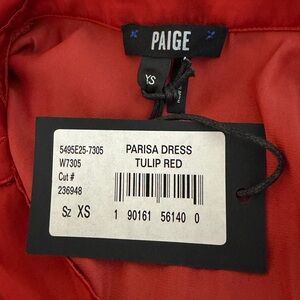 PAIGE
XS
5495E25-7305
W7305
Cut #
236948
Sz XS
PARISA DRESS
TULIP RED
1 90161 56140 0